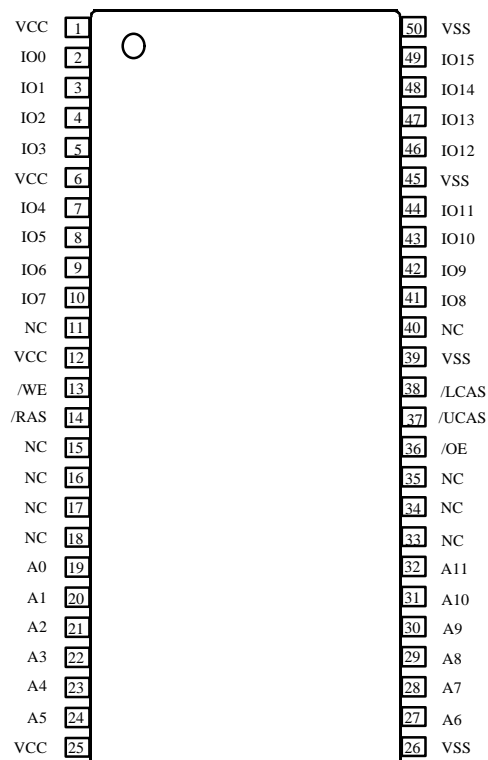 VCC 1 50 VSS
IO0 2 49 IO15
IO1 3 48 IO14
IO2 4 47 IO13
IO3 5 46 IO12
VCC 6 45 VSS
IO4 7 44 IO11
IO5 8 43 IO10
IO6 9 42 IO9
IO7 10 41 IO8
NC 11 40 NC
VCC 12 39 VSS
/WE 13 38 /LCAS
/RAS 14 37 /UCAS
NC 15 36 /OE
NC 16 35 NC
NC 17 34 NC
NC 18 33 NC
A0 19 32 A11
A1 20 31 A10
A2 21 30 A9
A3 22 29 A8
A4 23 28 A7
A5 24 27 A6
VCC 25 26 VSS